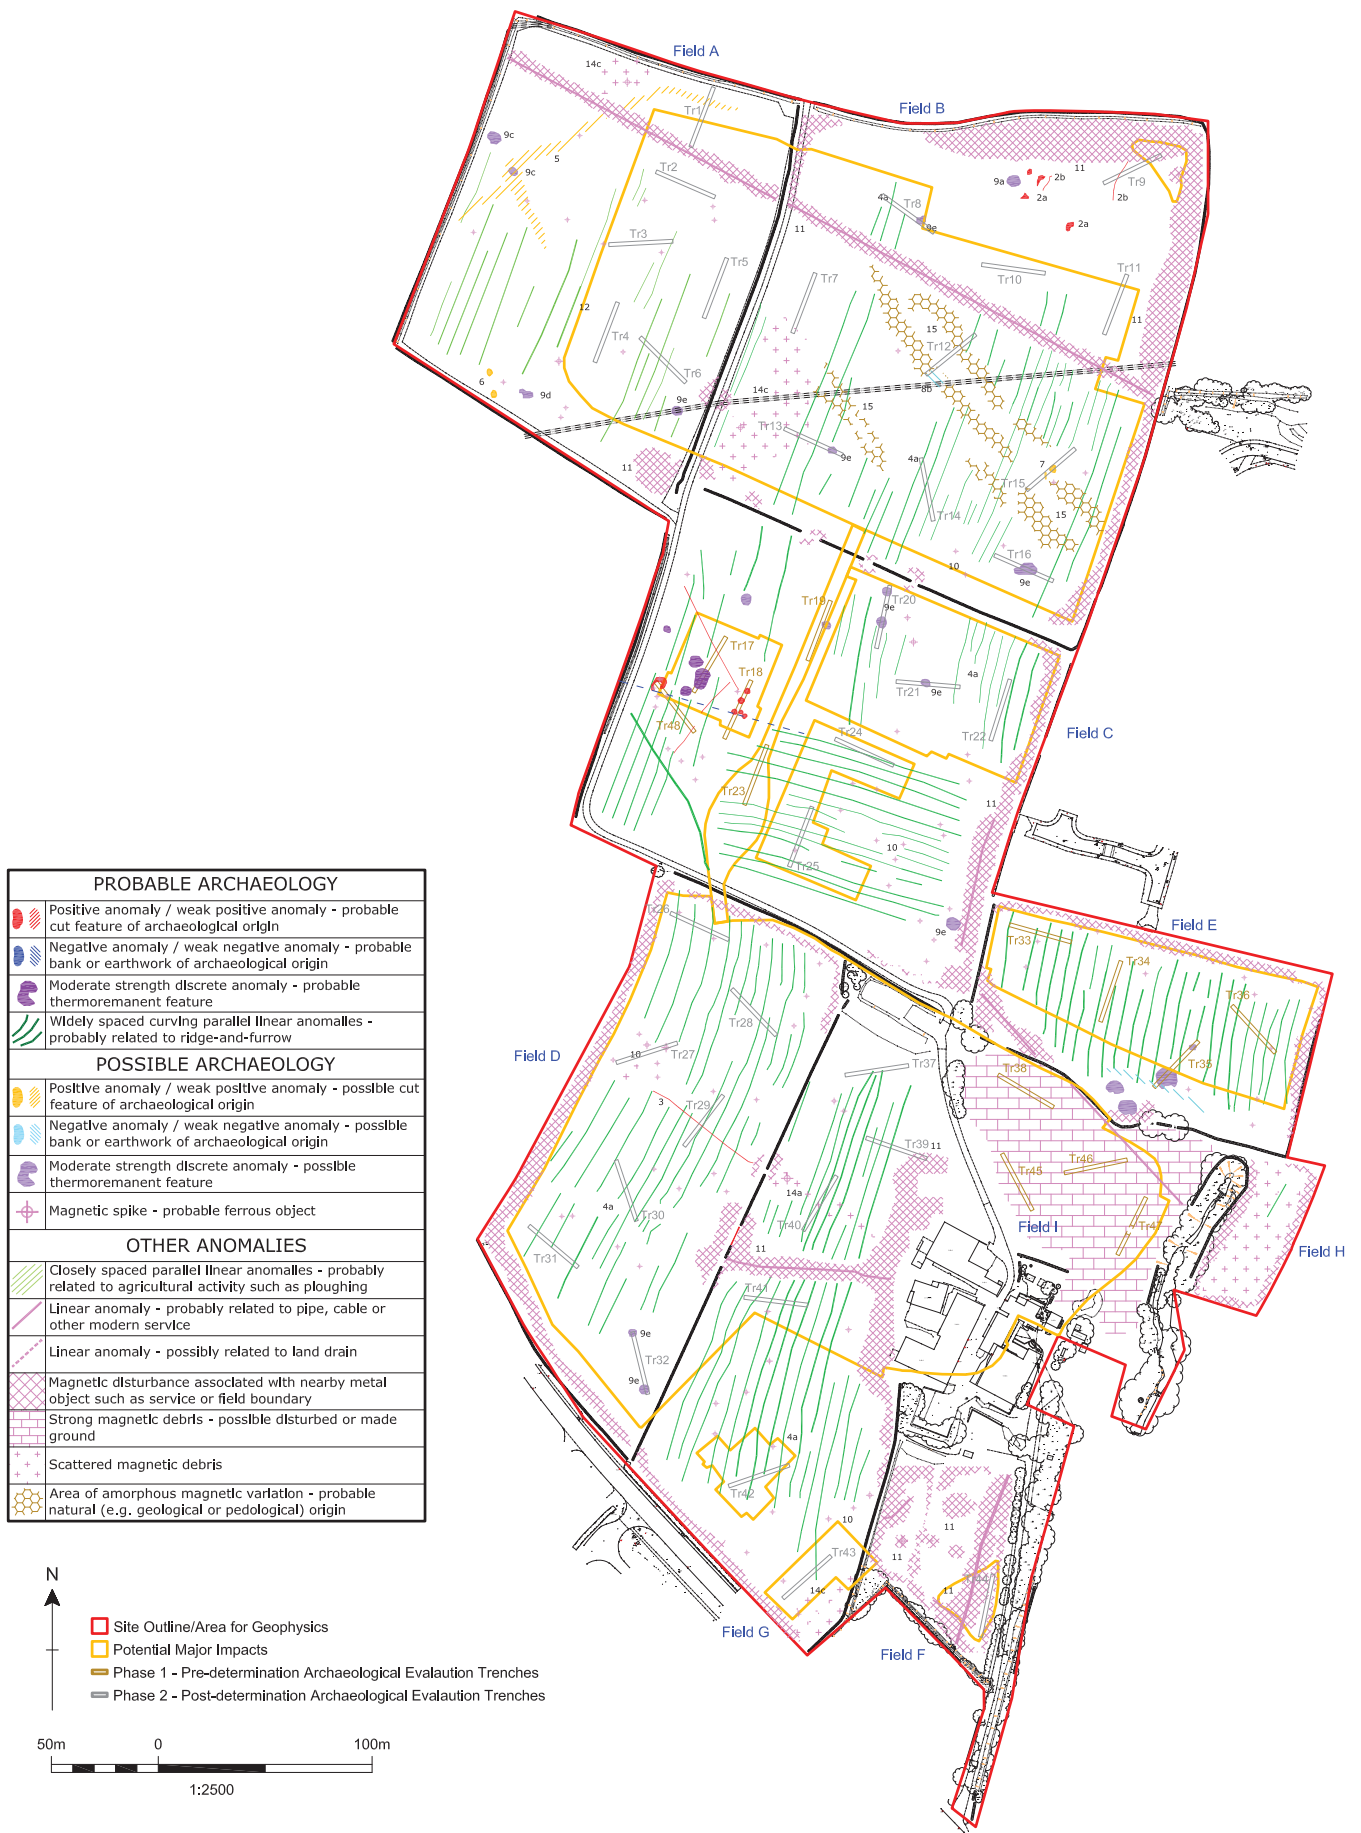 Field A
14c
Tr1
Field B
9c
5
9c
Tr2
11
9a
2b
2a
2b
Tr9
4a
Tr8
9e
2a
11
Tr3
Tr5
Tr7
Tr10
Tr11
12
Tr4
15
11
Tr12
Tr6
6
9d
14c
8b
9e
15
Tr13
9e
4a
7
11
Tr15
Tr14
15
Tr16
10
9e
Tr19
Tr20
9e
Tr17
Tr18
4a
Tr21
9e
Tr48
Tr22
Field C
Tr24
Tr23
11
10
Tr25
Tr26
9e
Field E
Tr33
Tr34
Tr36
Tr28
Field D
Tr27
10
Tr35
Tr37
Tr38
3
Tr29
Tr39
11
Tr46
Tr45
14a
4a
Tr30
Tr40
Tr47
Tr31
Field I
11
Field H
Tr41
9e
Tr32
9e
4a
Tr42
10
11
Tr43
11
14c
11
Tr44
Field G
Field F
PROBABLE ARCHAEOLOGY
Positive anomaly / weak positive anomaly - probable
cut feature of archaeological origin
Negative anomaly / weak negative anomaly - probable
bank or earthwork of archaeological origin
Moderate strength discrete anomaly - probable
thermoremanent feature
Widely spaced curving parallel linear anomalies -
probably related to ridge-and-furrow
POSSIBLE ARCHAEOLOGY
Positive anomaly / weak positive anomaly - possible cut
feature of archaeological origin
Negative anomaly / weak negative anomaly - possible
bank or earthwork of archaeological origin
Moderate strength discrete anomaly - possible
thermoremanent feature
Magnetic spike - probable ferrous object
OTHER ANOMALIES
Closely spaced parallel linear anomalies - probably
related to agricultural activity such as ploughing
Linear anomaly - probably related to pipe, cable or
other modern service
Linear anomaly - possibly related to land drain
Magnetic disturbance associated with nearby metal
object such as service or field boundary
Strong magnetic debris - possible disturbed or made
ground
Scattered magnetic debris
Area of amorphous magnetic variation - probable
natural (e.g. geological or pedological) origin
N
Site Outline/Area for Geophysics
Potential Major Impacts
Phase 1 - Pre-determination Archaeological Evalaution Trenches
Phase 2 - Post-determination Archaeological Evalaution Trenches
50m 0 100m
1:2500